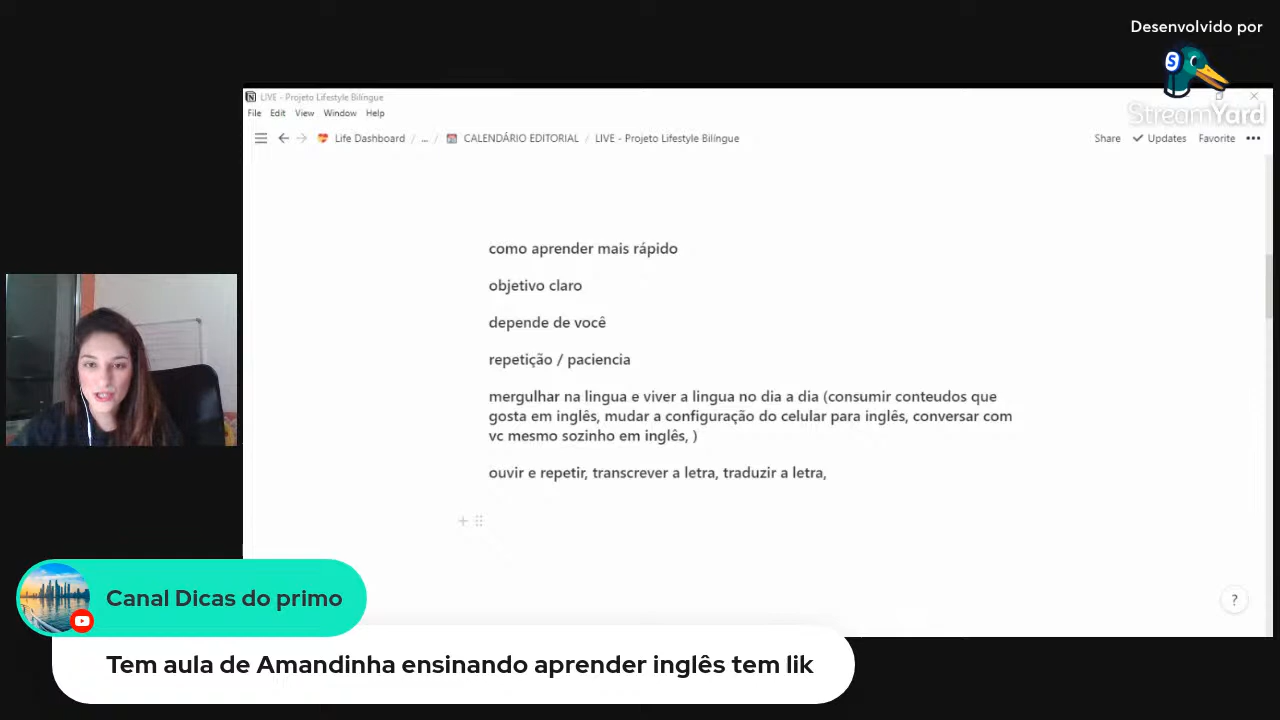 Desenvolvido por
S
StreamYard
LIVE - Projeto Lifestyle Bilíngue
File Edit View Window Help
Life Dashboard / ... / CALENDÁRIO EDITORIAL / LIVE - Projeto Lifestyle Bilíngue
Share Updates Favorite •••
como aprender mais rápido
objetivo claro
depende de você
repetição / paciencia
mergulhar na lingua e viver a lingua no dia a dia (consumir conteudos que
gosta em inglês, mudar a configuração do celular para inglês, conversar com
vc mesmo sozinho em inglês, )
ouvir e repetir, transcrever a letra, traduzir a letra,
?
Canal Dicas do primo
Tem aula de Amandinha ensinando aprender inglês tem lik